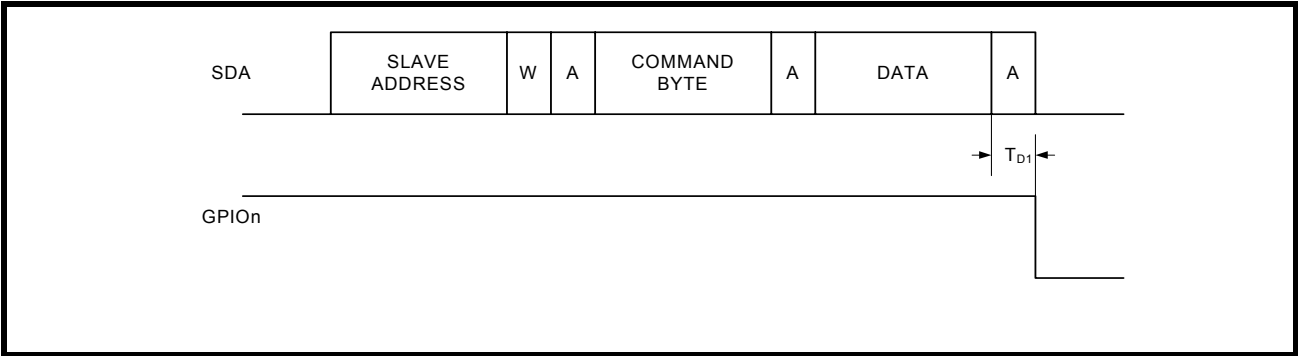 SDA
SLAVE
ADDRESS
W
A
COMMAND
BYTE
A
DATA
A
TD1
GPIOn